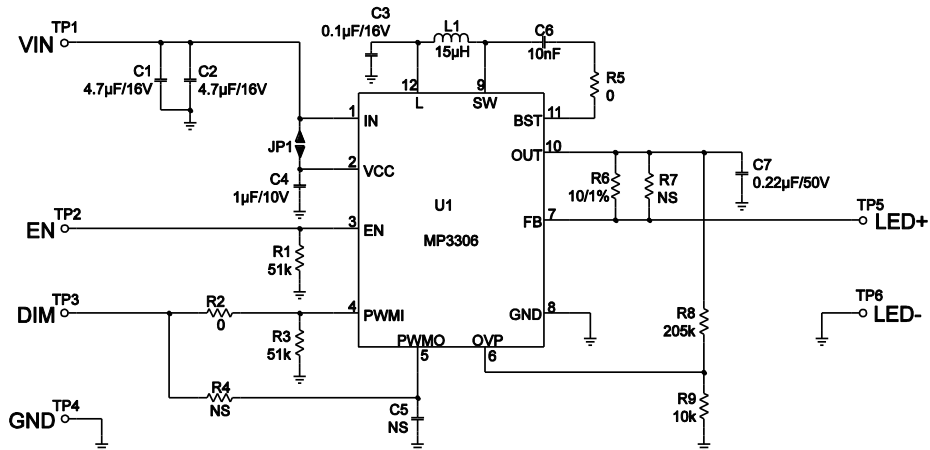 TP1
VIN
C1
4.7µF/16V
C2
4.7µF/16V
C3
0.1µF/16V
L1
15µH
C6
10nF
R5
0
12
L
9
SW
1
IN
BST
11
JP1
2
VCC
OUT
10
C4
1µF/10V
R6
10/1%
R7
NS
C7
0.22µF/50V
U1
MP3306
TP2
EN
3
EN
FB
7
TP5
LED+
R1
51k
TP3
DIM
R2
0
4
PWMI
GND
8
R8
205k
TP6
LED-
R3
51k
PWMO
5
OVP
6
R4
NS
C5
NS
R9
10k
TP4
GND